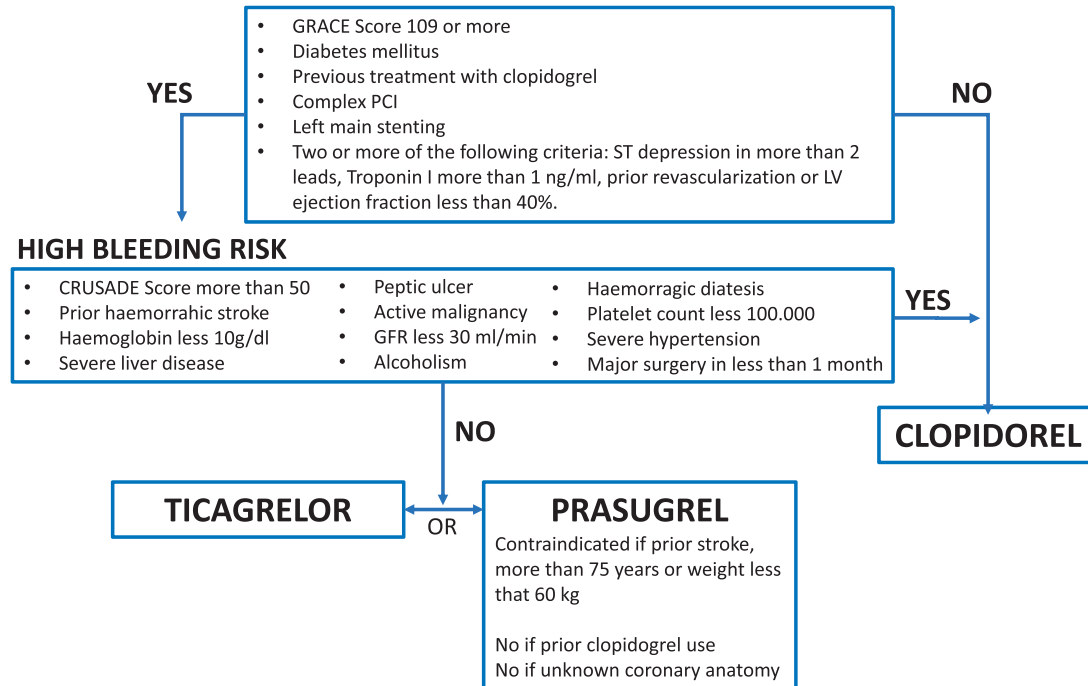 • GRACE Score 109 or more
• Diabetes mellitus
• Previous treatment with clopidogrel
• Complex PCI
• Left main stenting
• Two or more of the following criteria: ST depression in more than 2
leads, Troponin I more than 1 ng/ml, prior revascularization or LV
ejection fraction less than 40%.
YES
NO
HIGH BLEEDING RISK
• CRUSADE Score more than 50
• Prior haemorrahic stroke
• Haemoglobin less 10g/dl
• Severe liver disease
• Peptic ulcer
• Active malignancy
• GFR less 30 ml/min
• Alcoholism
• Haemorragic diatesis
• Platelet count less 100.000
• Severe hypertension
• Major surgery in less than 1 month
YES
NO
CLOPIDOREL
TICAGRELOR
OR
PRASUGREL
Contraindicated if prior stroke,
more than 75 years or weight less
that 60 kg
No if prior clopidogrel use
No if unknown coronary anatomy